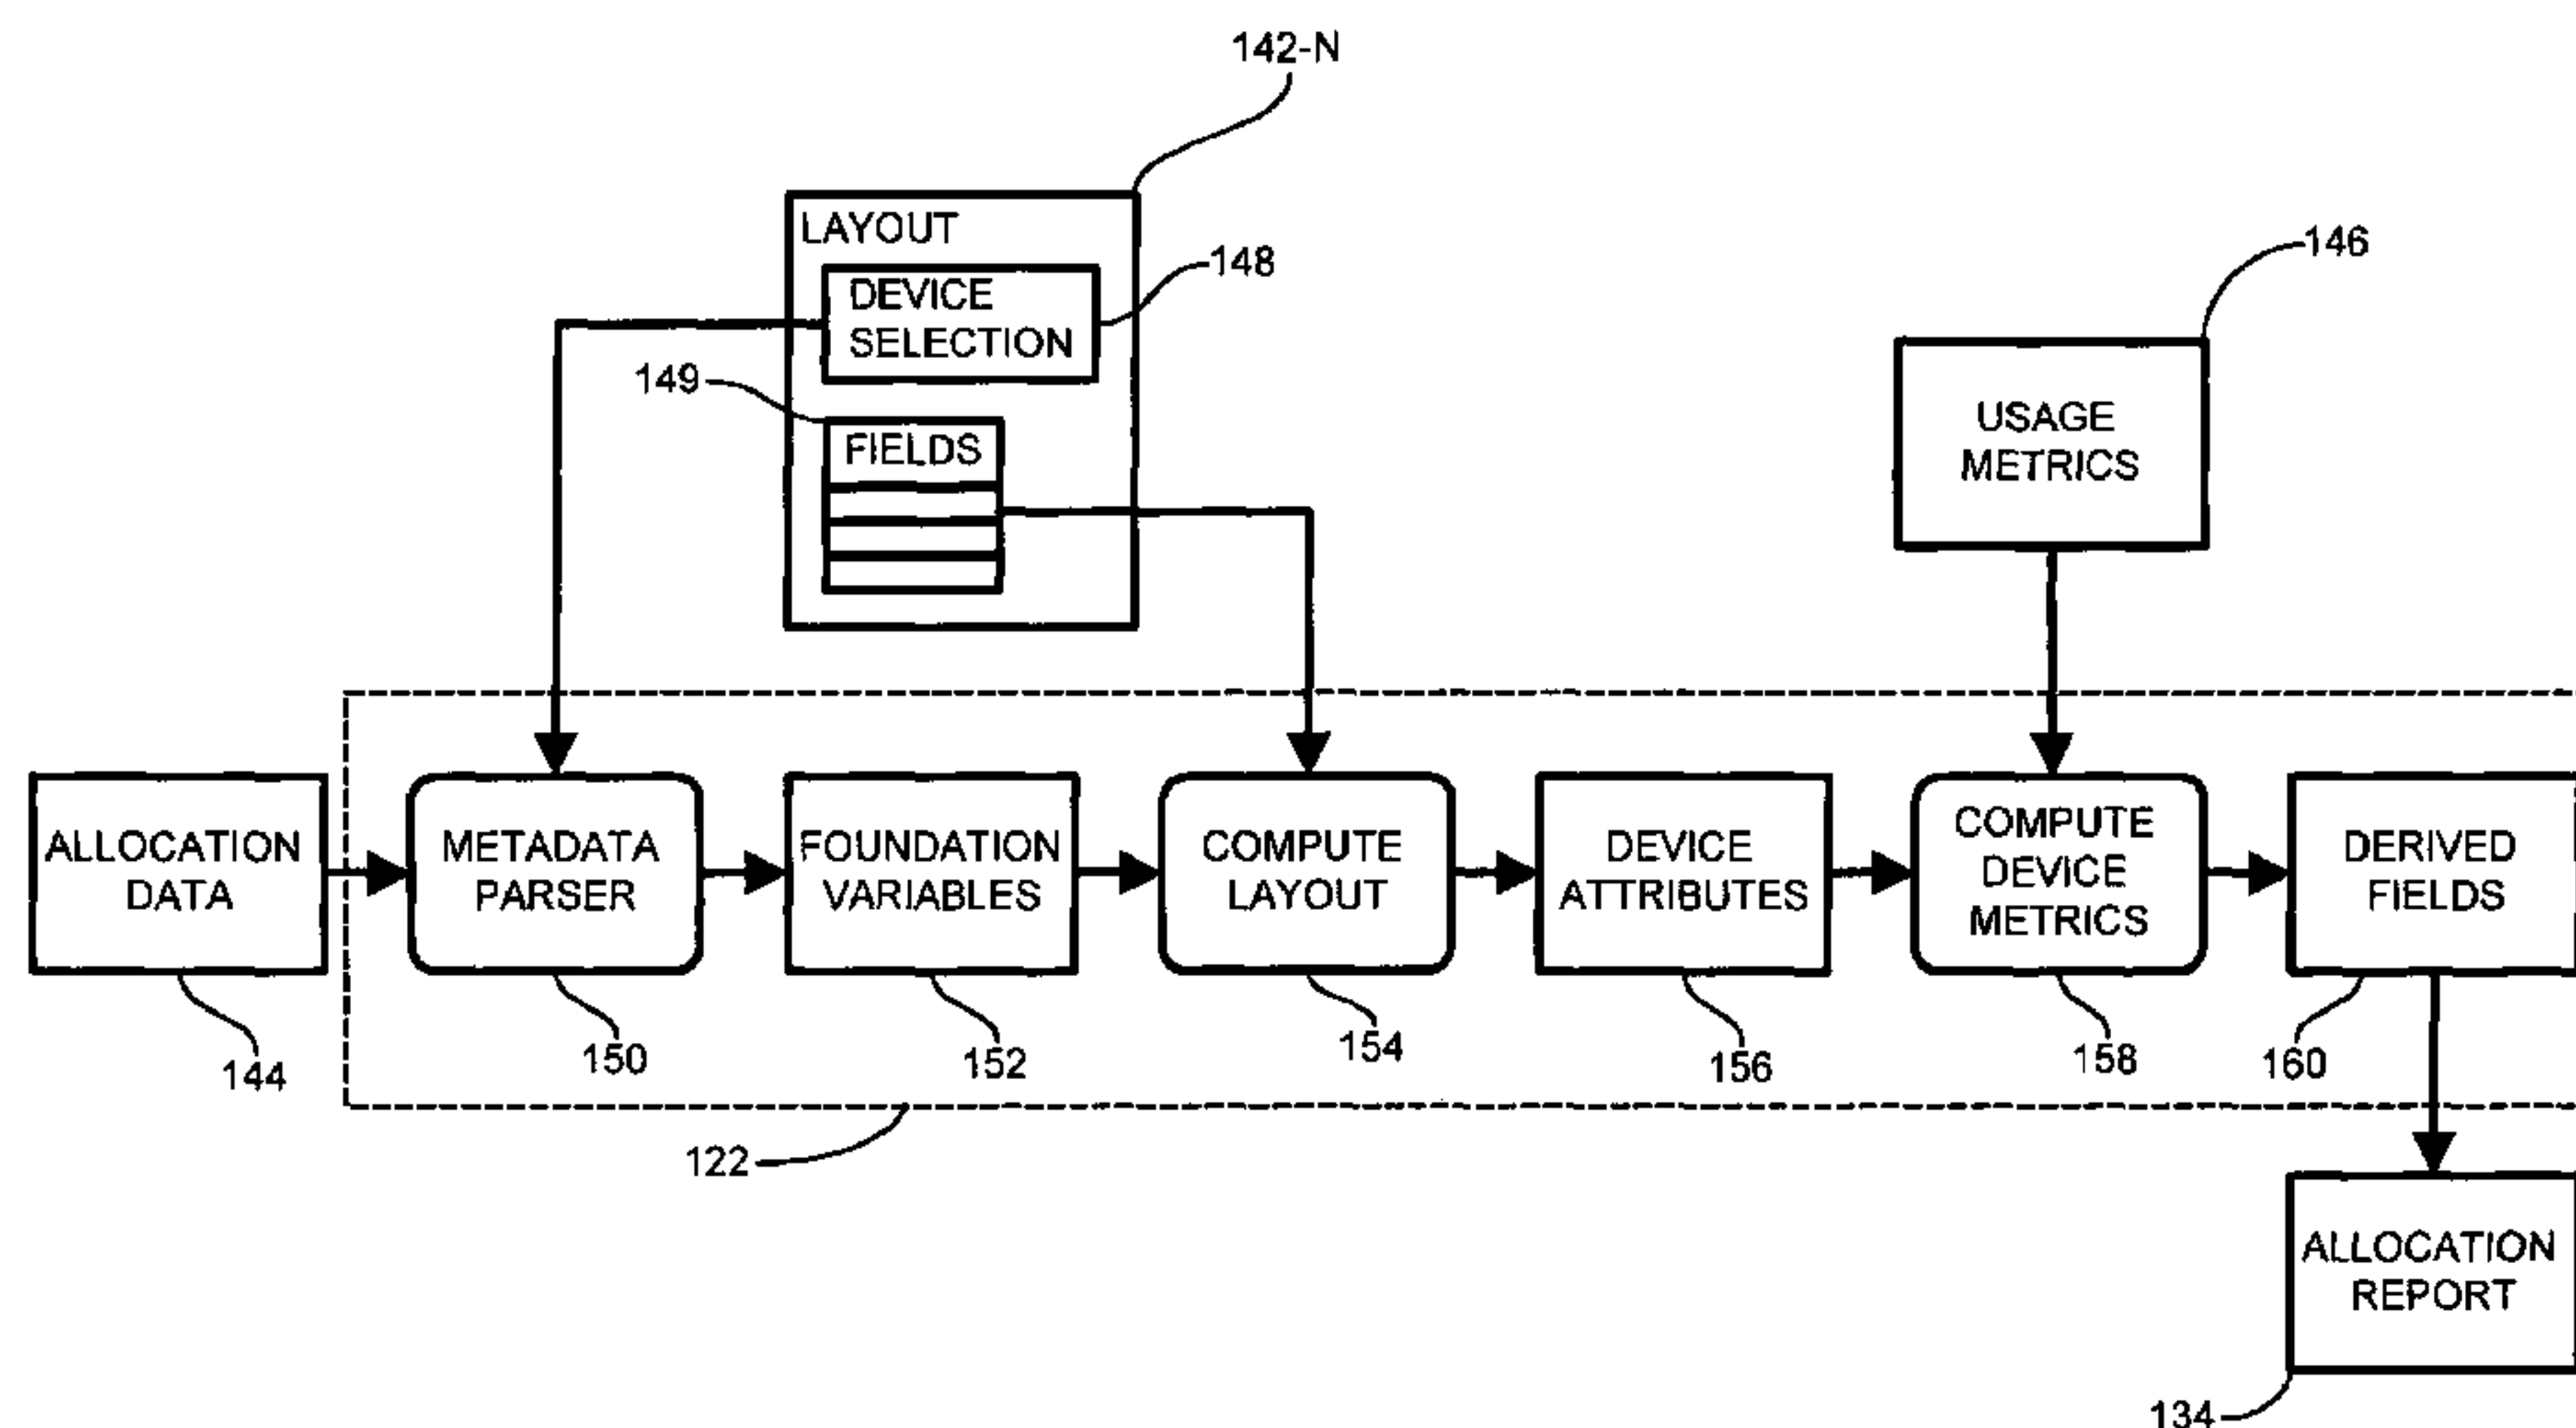 142-N
LAYOUT
DEVICE
SELECTION
148
149
FIELDS
146
USAGE
METRICS
ALLOCATION
DATA
METADATA
PARSER
FOUNDATION
VARIABLES
COMPUTE
LAYOUT
DEVICE
ATTRIBUTES
COMPUTE
DEVICE
METRICS
DERIVED
FIELDS
144
150
152
154
156
158
160
122
ALLOCATION
REPORT
134